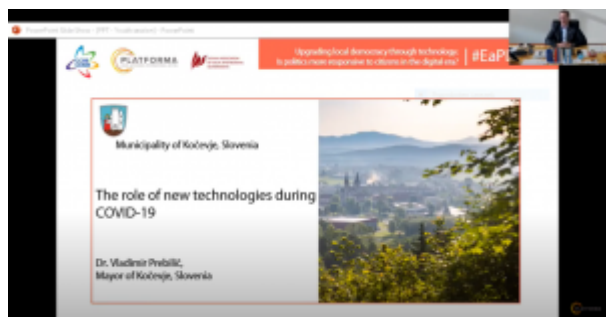 PLATFORMA
Upgrading local democracy through technology:
Is politics more responsive to citizens in the digital era?
#EaP
Municipality of Kočevje, Slovenia
The role of new technologies during
COVID-19
Dr. Vladimir Prebilič,
Mayor of Kočevje, Slovenia